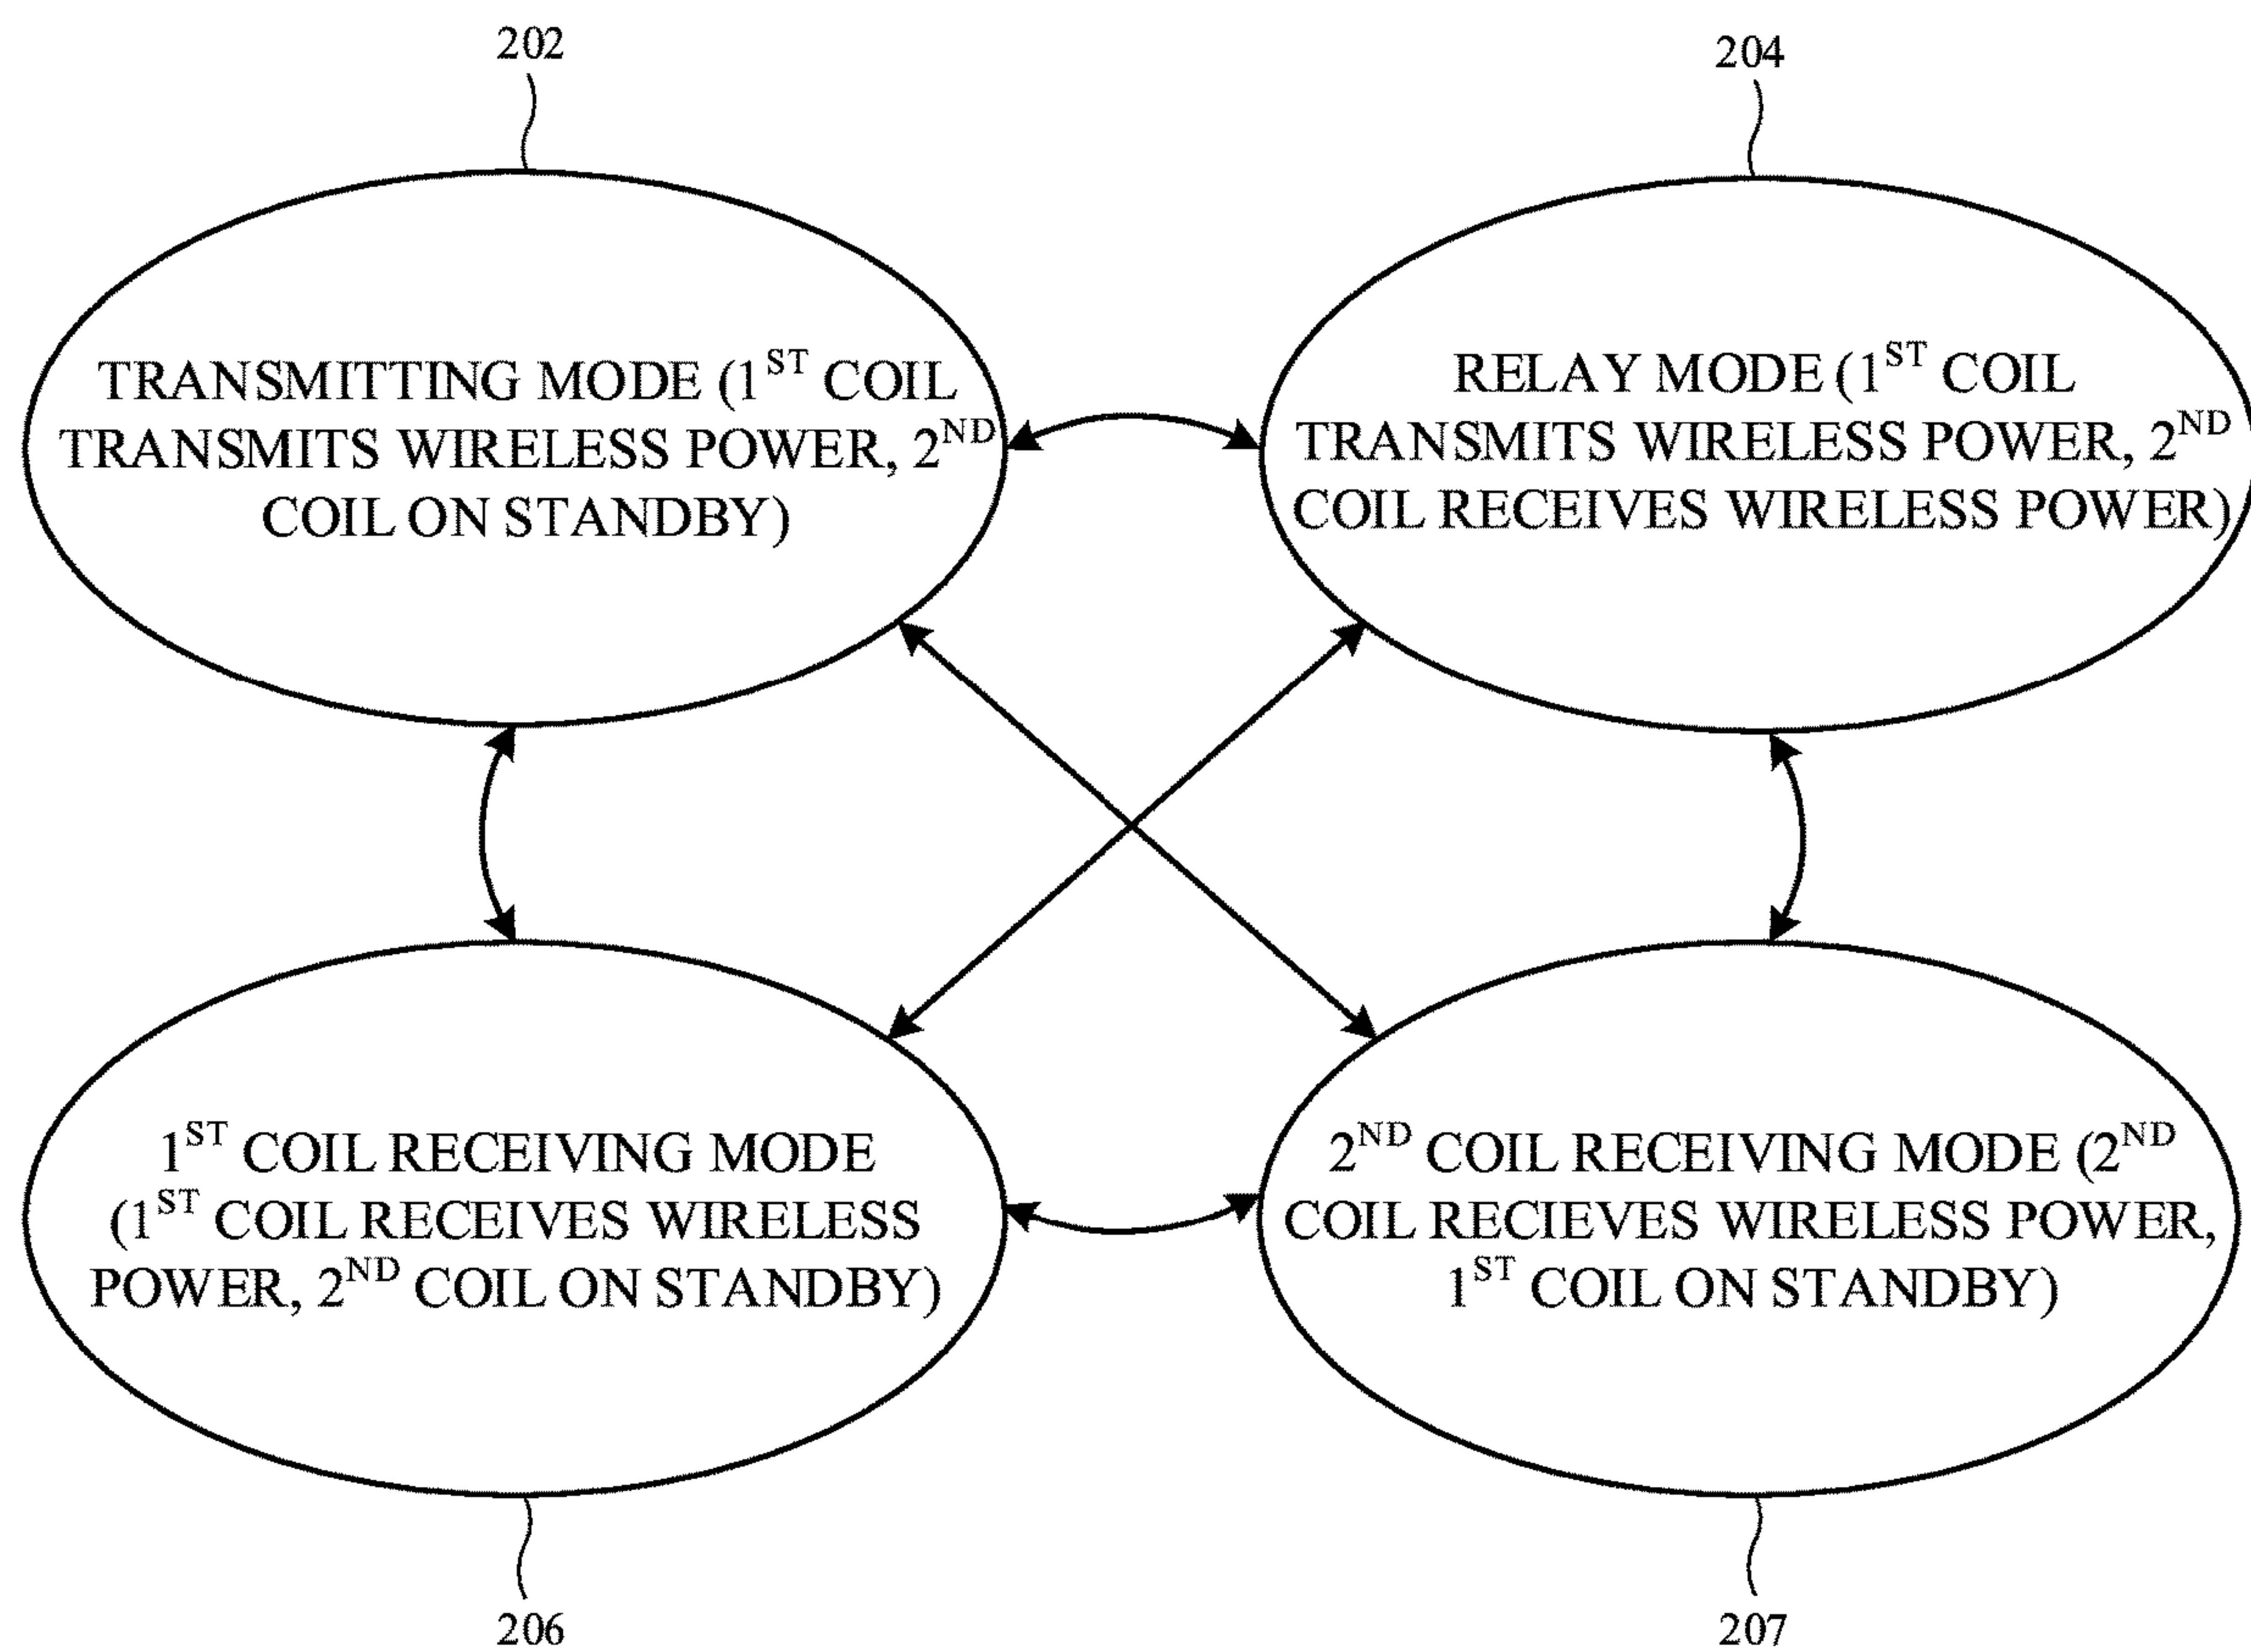 202
204
TRANSMITTING MODE (1ST COIL
TRANSMITS WIRELESS POWER, 2ND
COIL ON STANDBY)
RELAY MODE (1ST COIL
TRANSMITS WIRELESS POWER, 2ND
COIL RECEIVES WIRELESS POWER)
1ST COIL RECEIVING MODE
(1ST COIL RECEIVES WIRELESS
POWER, 2ND COIL ON STANDBY)
2ND COIL RECEIVING MODE (2ND
COIL RECIEVES WIRELESS POWER,
1ST COIL ON STANDBY)
206
207